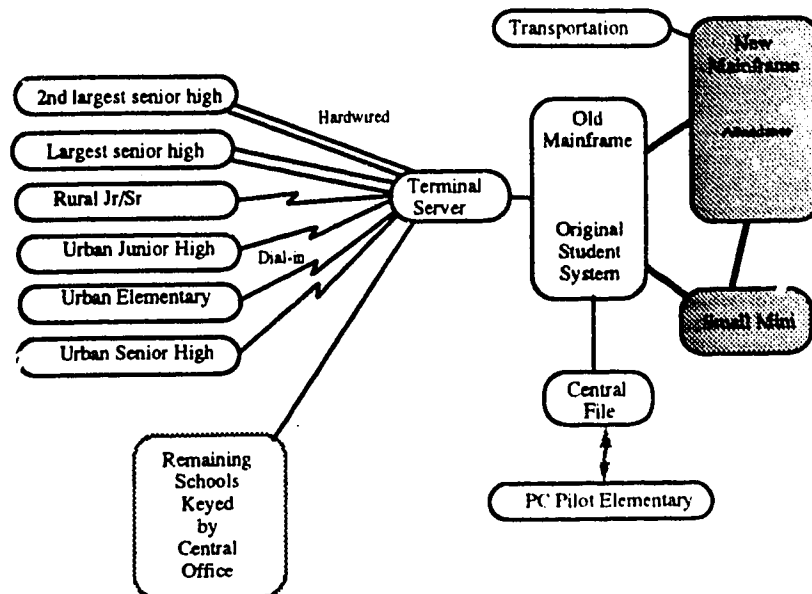 Transportation
New
Mainframe
Attendance
2nd largest senior high
Hardwired
Largest senior high
Old
Mainframe
Rural Jr/Sr
Terminal
Server
Urban Junior High
Original
Student
System
Dial-in
Urban Elementary
Small Mini
Urban Senior High
Central
File
Remaining
Schools
Keyed
by
Central
Office
PC Pilot Elementary